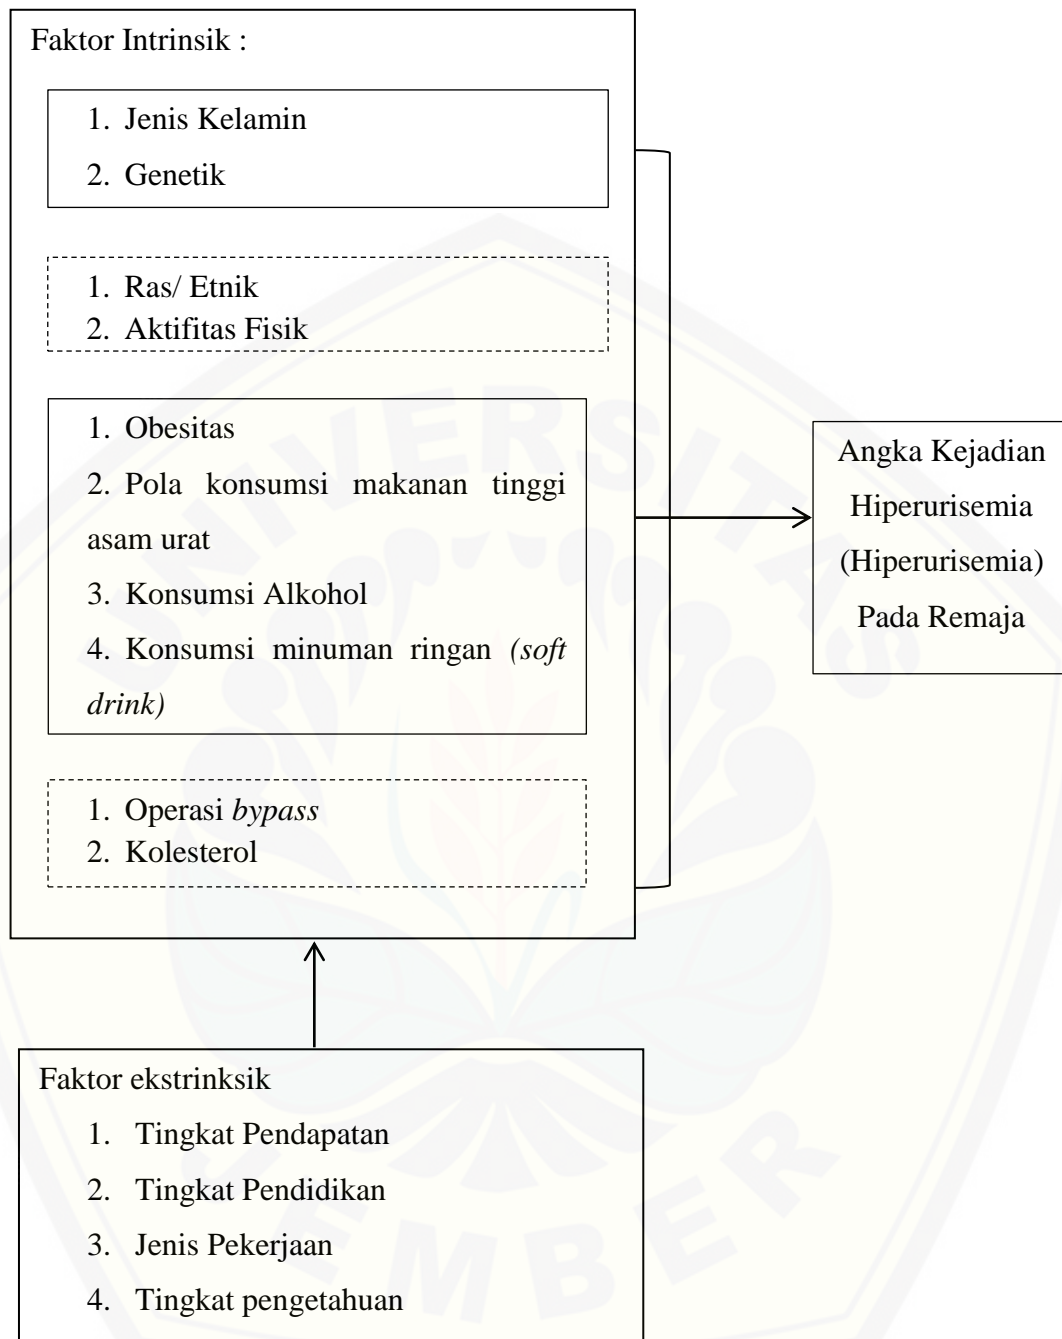 Faktor Intrinsik :
1. Jenis Kelamin
2. Genetik
1. Ras/ Etnik
2. Aktifitas Fisik
1. Obesitas
2. Pola konsumsi makanan tinggi
asam urat
3. Konsumsi Alkohol
4. Konsumsi minuman ringan (soft
drink)
1. Operasi bypass
2. Kolesterol
Angka Kejadian
Hiperurisemia
(Hiperurisemia)
Pada Remaja
Faktor ekstrinksik
1. Tingkat Pendapatan
2. Tingkat Pendidikan
3. Jenis Pekerjaan
4. Tingkat pengetahuan
UNIVERSITAS
JEMBER